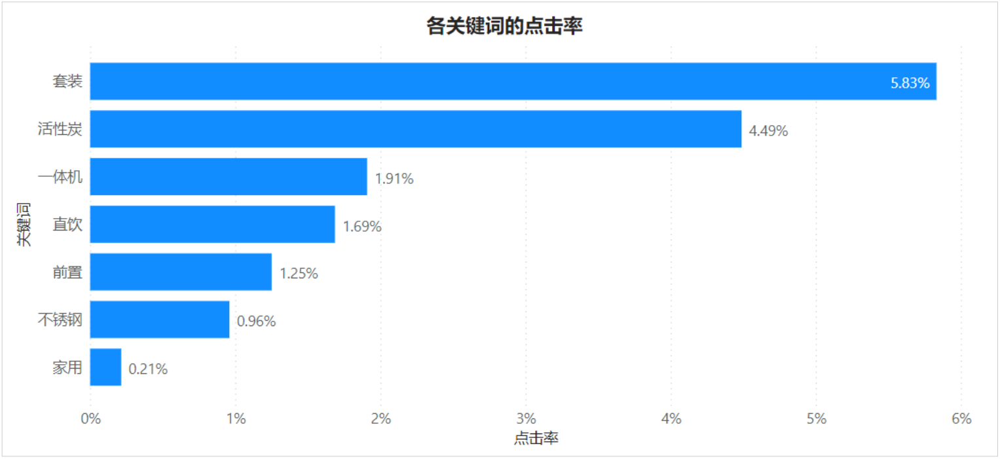 各关键词的点击率
关键词
套装
5.83%
活性炭
4.49%
一体机
1.91%
直饮
1.69%
前置
1.25%
不锈钢
0.96%
家用
0.21%
0% 1% 2% 3% 4% 5% 6%
点击率